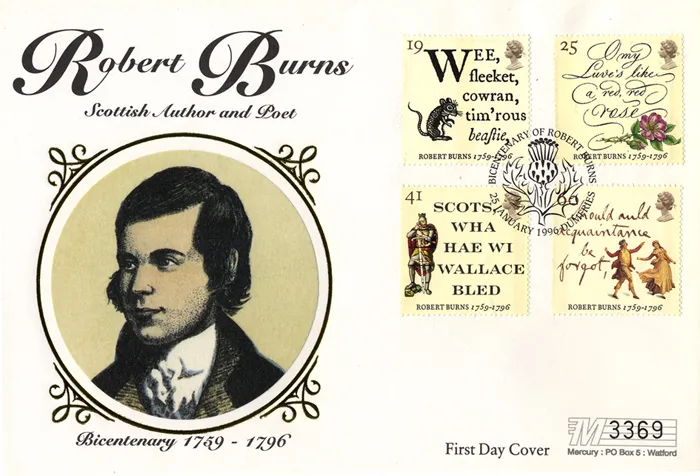 Robert Burns
Scottish Author and Poet
Bicentenary 1759 - 1796
19
WEE,
fleeket,
cowran,
tim'rous
beastie,
ROBERT BURNS 1759-1796
25
O my
Luve's like
a red, red
rose
ROBERT BURNS 1759-1796
41
SCOTS,
WHA
HAE WI
WALLACE
BLED
ROBERT BURNS 1759-1796
60
should auld
acquaintance
be
forgot,
ROBERT BURNS 1759-1796
BICENTENARY OF ROBERT BURNS
25 JANUARY 1996 DUMFRIES
First Day Cover
M 3369
Mercury : PO Box 5 : Watford